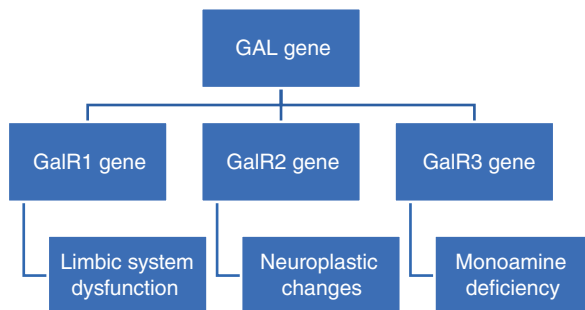 GAL gene
GalR1 gene
GalR2 gene
GalR3 gene
Limbic system
dysfunction
Neuroplastic
changes
Monoamine
deficiency